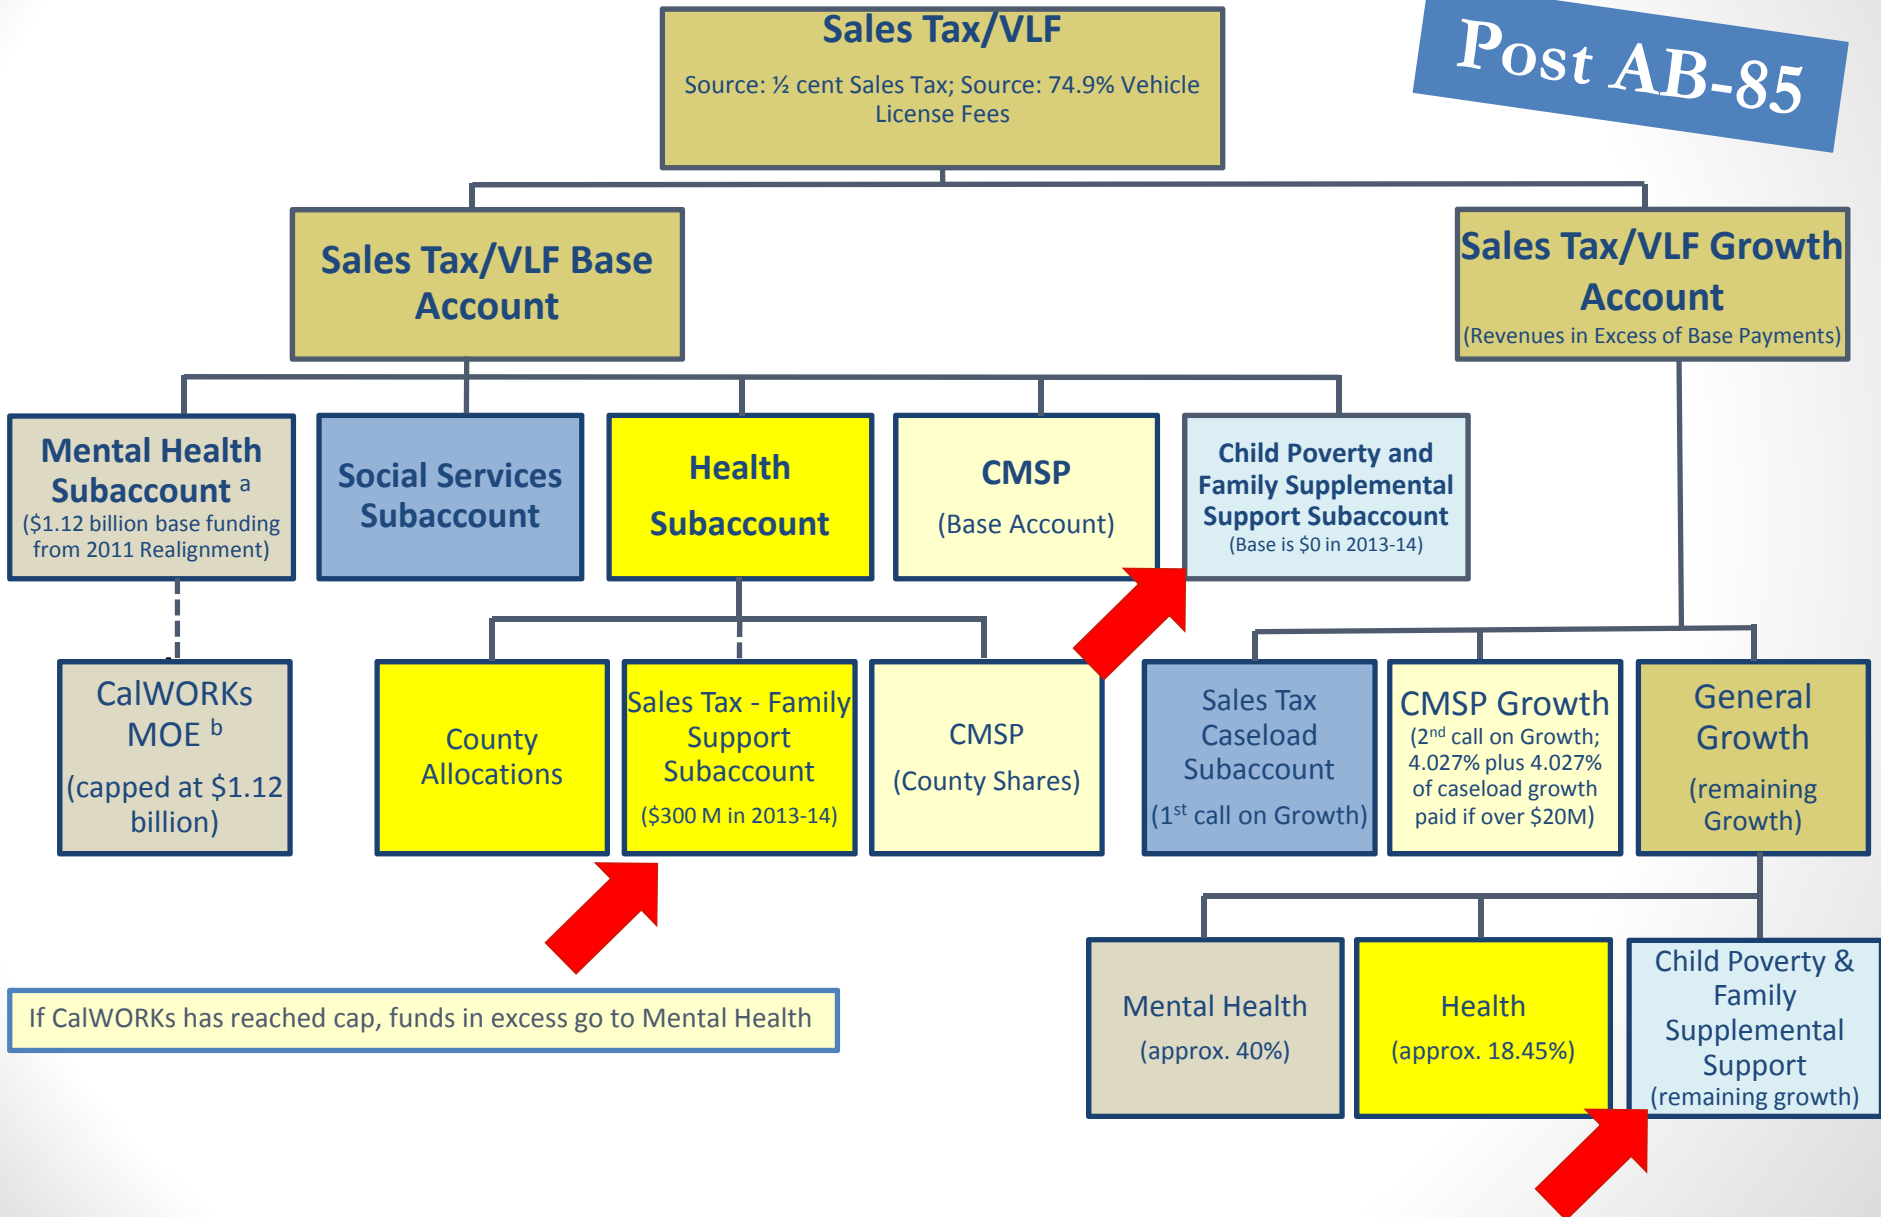 Sales Tax/VLF
Source: ½ cent Sales Tax; Source: 74.9% Vehicle
License Fees
Post AB-85
Sales Tax/VLF Base
Account
Sales Tax/VLF Growth
Account
(Revenues in Excess of Base Payments)
Mental Health
Subaccount a
($1.12 billion base funding
from 2011 Realignment)
Social Services
Subaccount
Health
Subaccount
CMSP
(Base Account)
Child Poverty and
Family Supplemental
Support Subaccount
(Base is $0 in 2013-14)
CalWORKs
MOE b
(capped at $1.12
billion)
County
Allocations
Sales Tax - Family
Support
Subaccount
($300 M in 2013-14)
CMSP
(County Shares)
Sales Tax
Caseload
Subaccount
(1st call on Growth)
CMSP Growth
(2nd call on Growth;
4.027% plus 4.027%
of caseload growth
paid if over $20M)
General
Growth
(remaining
Growth)
If CalWORKs has reached cap, funds in excess go to Mental Health
Mental Health
(approx. 40%)
Health
(approx. 18.45%)
Child Poverty &
Family
Supplemental
Support
(remaining growth)